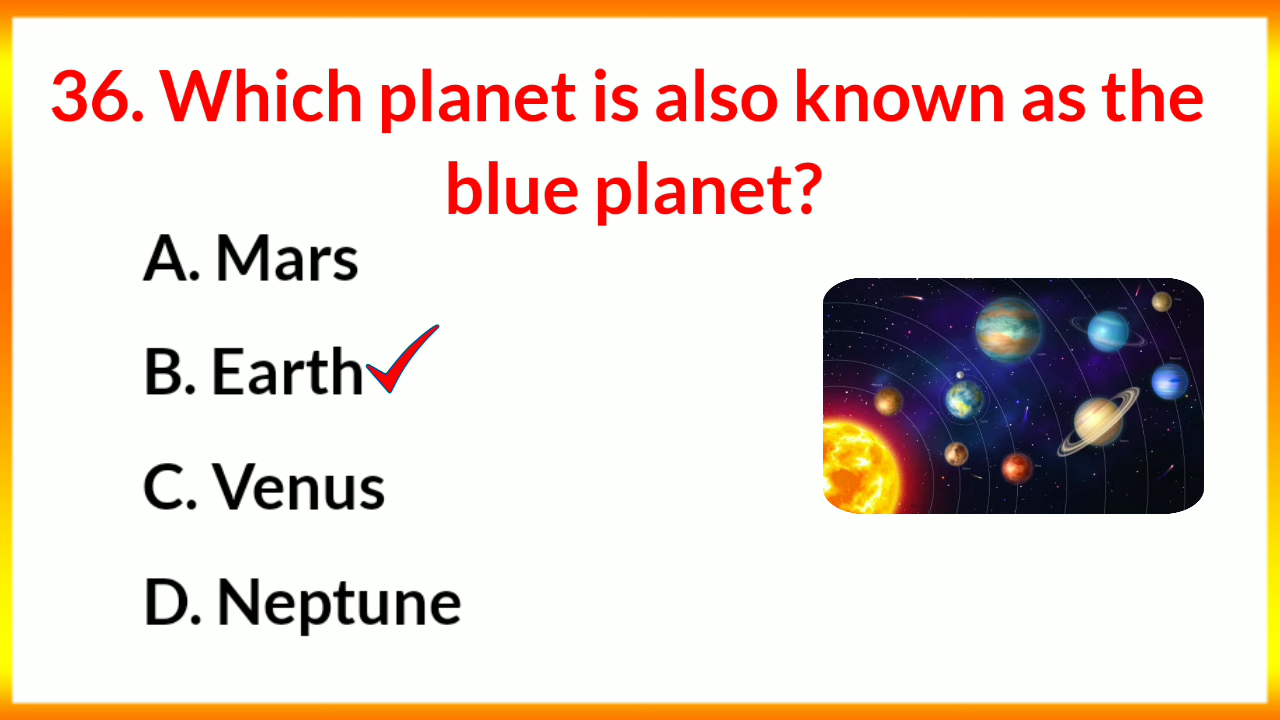 36. Which planet is also known as the
blue planet?
A. Mars
B. Earth
C. Venus
D. Neptune